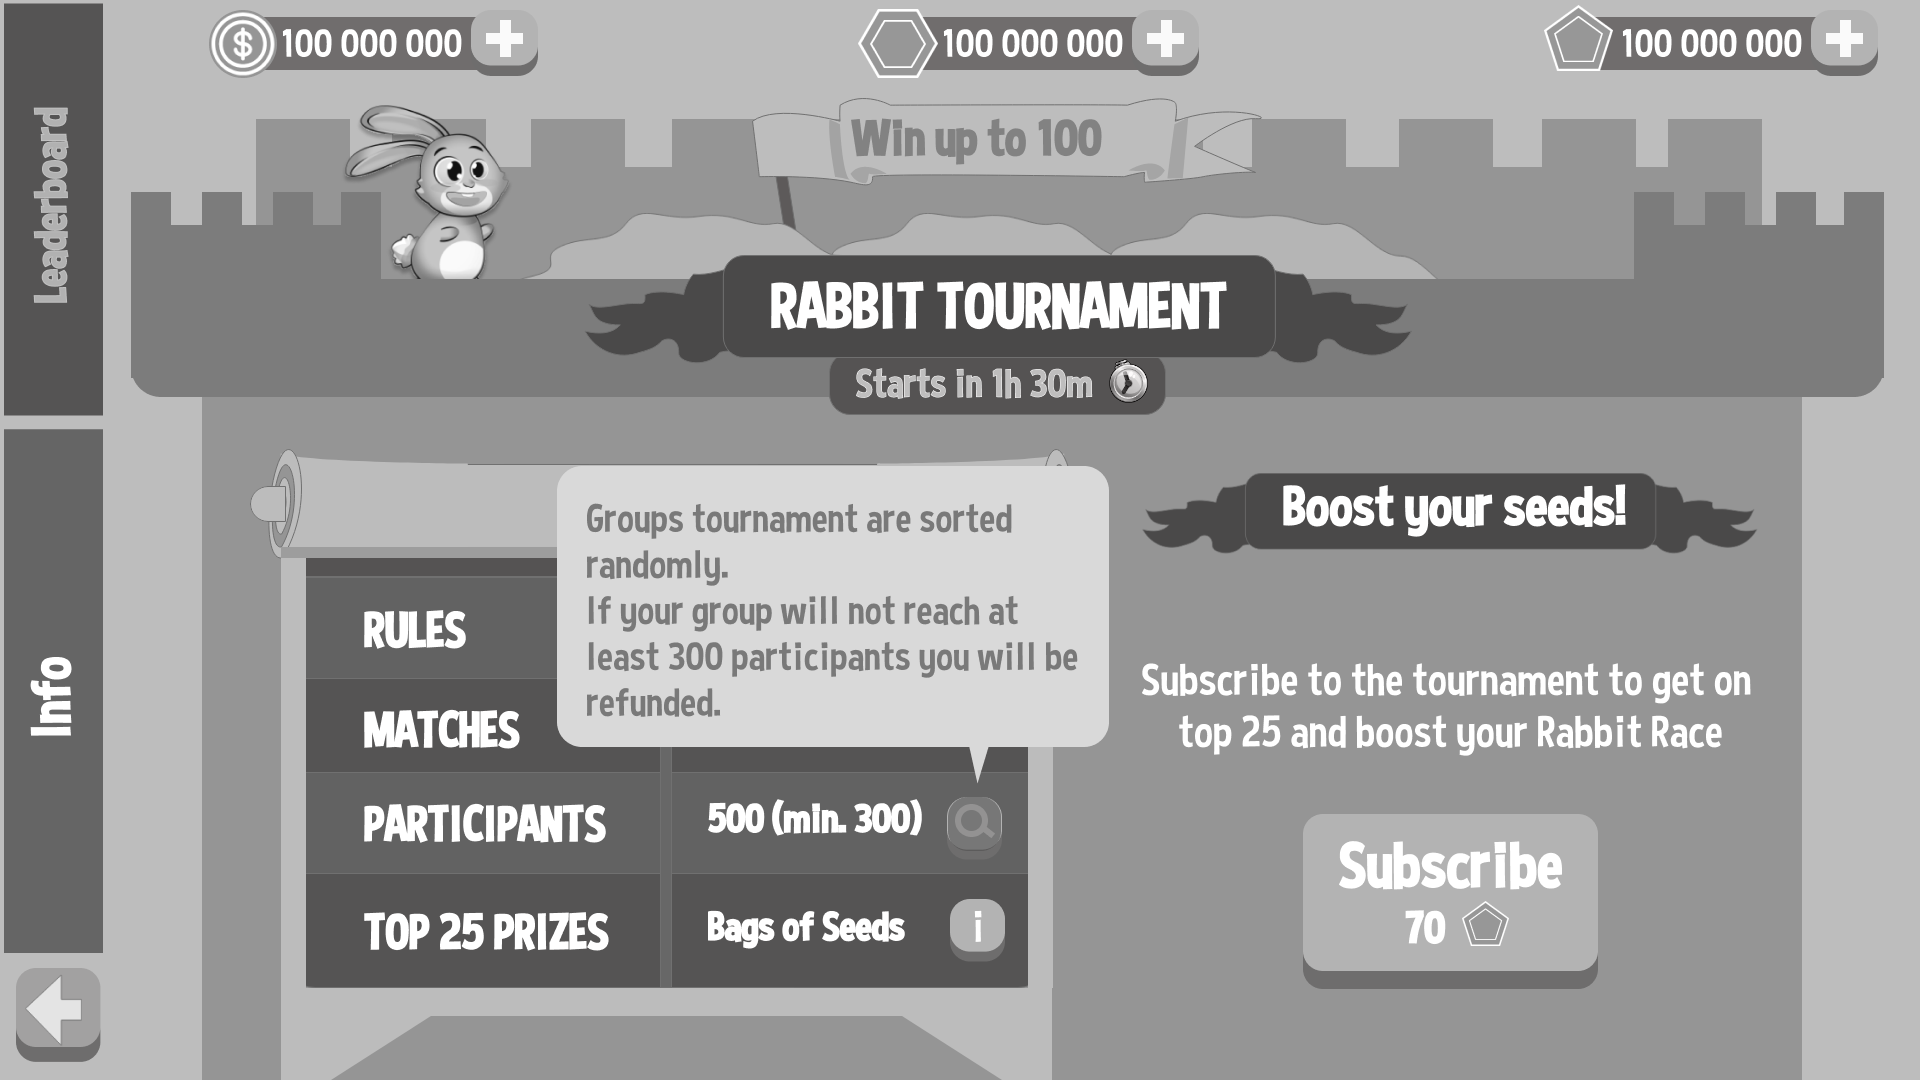 100 000 000
100 000 000
100 000 000
Leaderboard
Win up to 100
RABBIT TOURNAMENT
Starts in 1h 30m
Groups tournament are sorted
randomly.
If your group will not reach at
least 300 participants you will be
refunded.
Boost your seeds!
Info
RULES
MATCHES
PARTICIPANTS
500 (min. 300)
TOP 25 PRIZES
Bags of Seeds
i
Subscribe to the tournament to get on
top 25 and boost your Rabbit Race
Subscribe
70